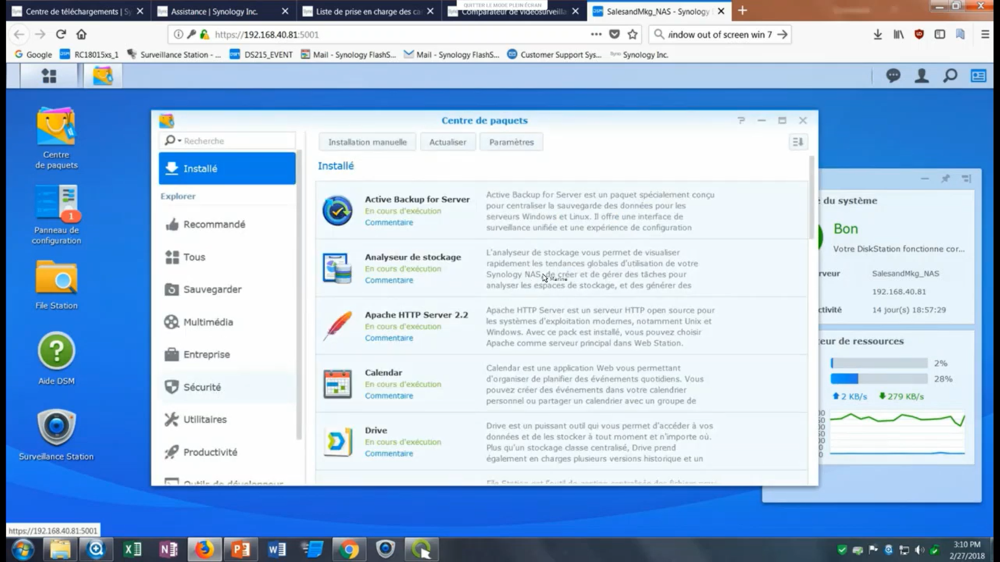 QUITTER LE MODE PLEIN ÉCRAN
Centre de téléchargements | Sy
Assistance | Synology Inc.
Liste de prise en charge des ca
Comparateur de vidéosurveilla
SalesandMkg_NAS - Synology
https://192.168.40.81:5001
indow out of screen win 7
Google
RC18015xs_1
Surveillance Station - ...
DS215_EVENT
Mail - Synology FlashS...
Mail - Synology FlashS...
Customer Support Sys...
Synology Inc.
Centre
de paquets
Panneau de
configuration
1
File Station
Aide DSM
Surveillance Station
Centre de paquets
Recherche
Installation manuelle
Actualiser
Paramètres
Installé
Explorer
Recommandé
Tous
Sauvegarder
Multimédia
Entreprise
Sécurité
Utilitaires
Productivité
Outils de développeur
Installé
Active Backup for Server
En cours d'exécution
Commentaire
Active Backup for Server est un paquet spécialement conçu
pour centraliser la sauvegarde des données pour les
serveurs Windows et Linux. Il offre une interface de
surveillance unifiée et une expérience de configuration
Analyseur de stockage
En cours d'exécution
Commentaire
L'analyseur de stockage vous permet de visualiser
rapidement les tendances globales d'utilisation de votre
Synology NAS, de créer et de gérer des tâches pour
analyser les espaces de stockage, et des générer des
Marine
Apache HTTP Server 2.2
En cours d'exécution
Commentaire
Apache HTTP Server est un serveur HTTP open source pour
les systèmes d'exploitation modernes, notamment Unix et
Windows. Avec ce pack est installé, vous pouvez choisir
Apache comme serveur principal dans Web Station.
Calendar
En cours d'exécution
Commentaire
Calendar est une application Web vous permettant
d'organiser de planifier des événements quotidiens. Vous
pouvez créer des événements dans votre calendrier
personnel ou partager un calendrier avec un groupe de
Drive
En cours d'exécution
Commentaire
Drive est un puissant outil qui vous permet d'accéder à vos
données et de les stocker à tout moment et n'importe où.
Plus qu'un stockage classe centralisé, Drive prend
également en charges plusieurs versions historique et un
File Station est l'outil de gestion centralisée des fichiers pour
du système
Bon
Votre DiskStation fonctionne cor...
rveur
SalesandMkg_NAS
192.168.40.81
ctivité
14 jour(s) 18:57:29
eur de ressources
2%
28%
2 KB/s
279 KB/s
https://192.168.40.81:5001
3:10 PM
2/27/2018